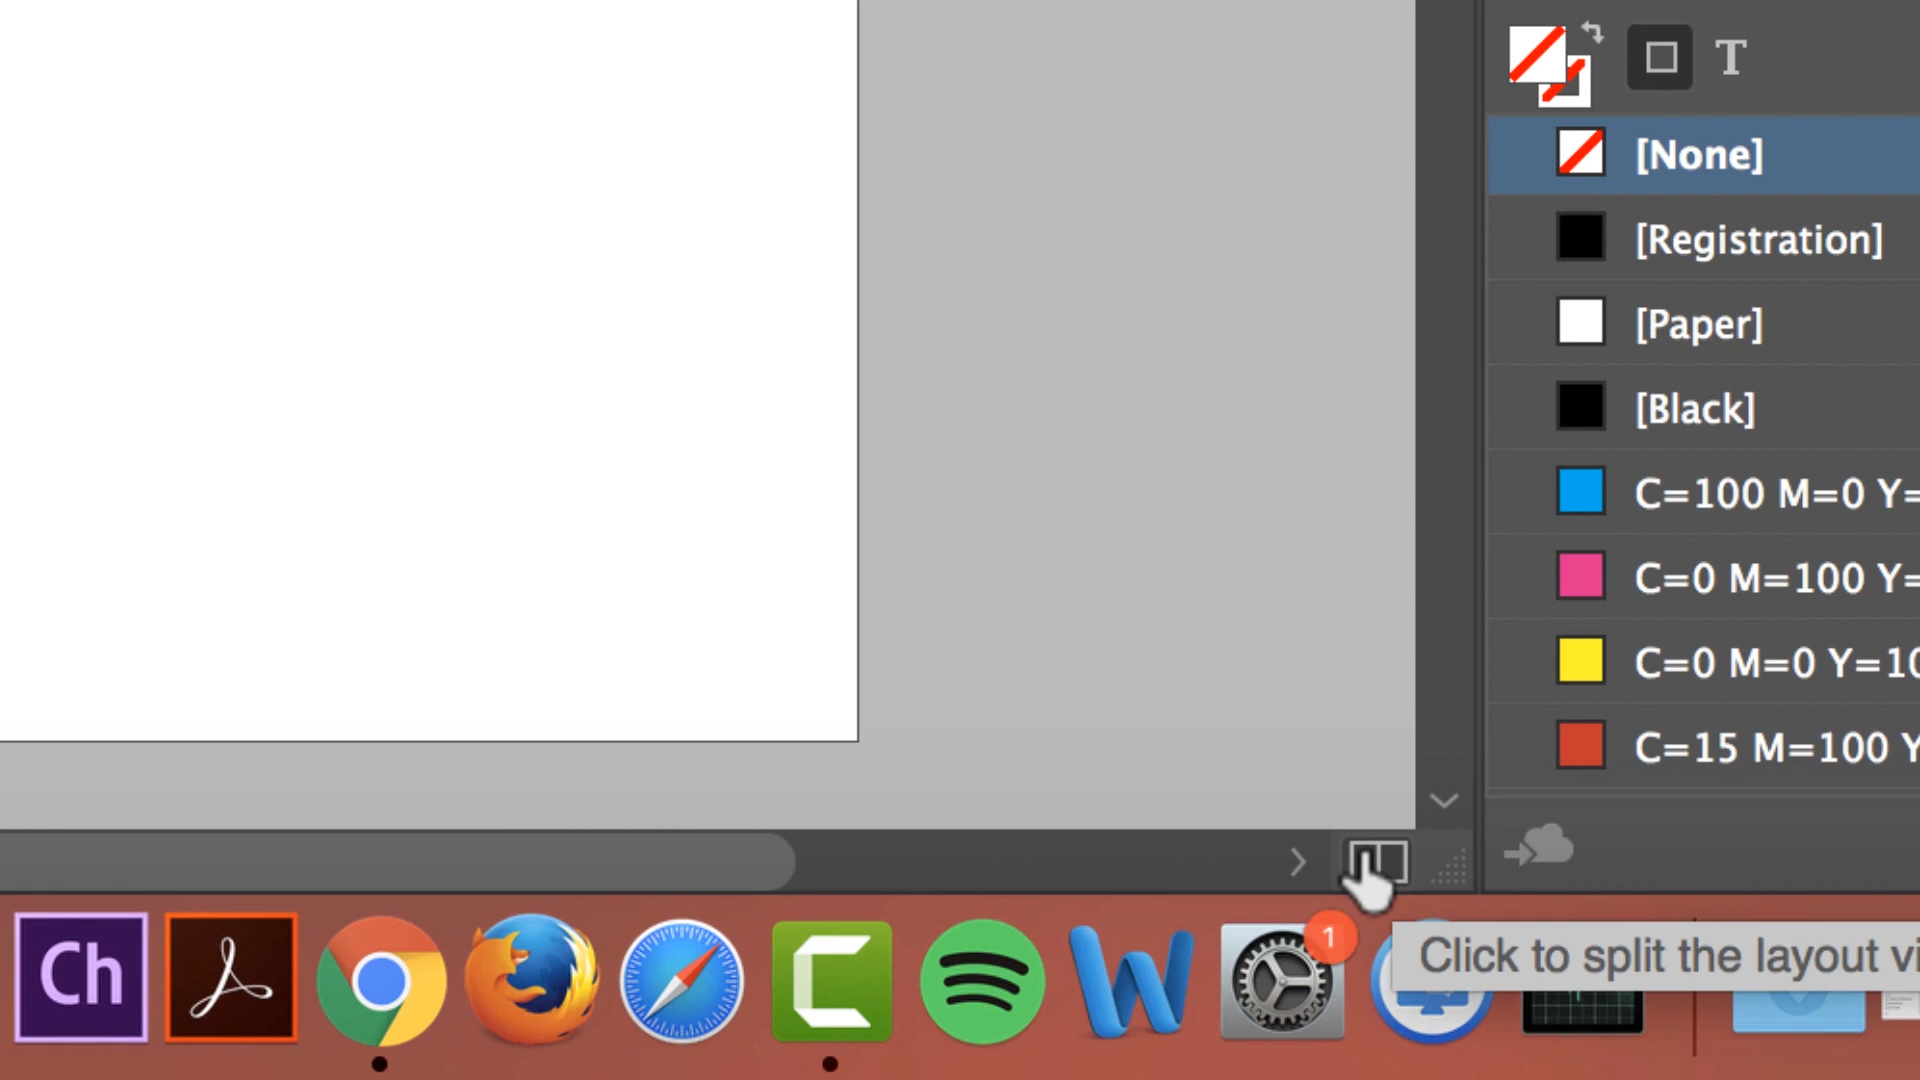 T
[None]
[Registration]
[Paper]
[Black]
C=100 M=0 Y=
C=0 M=100 Y=
C=0 M=0 Y=10
C=15 M=100 Y
Ch
1
Click to split the layout vi